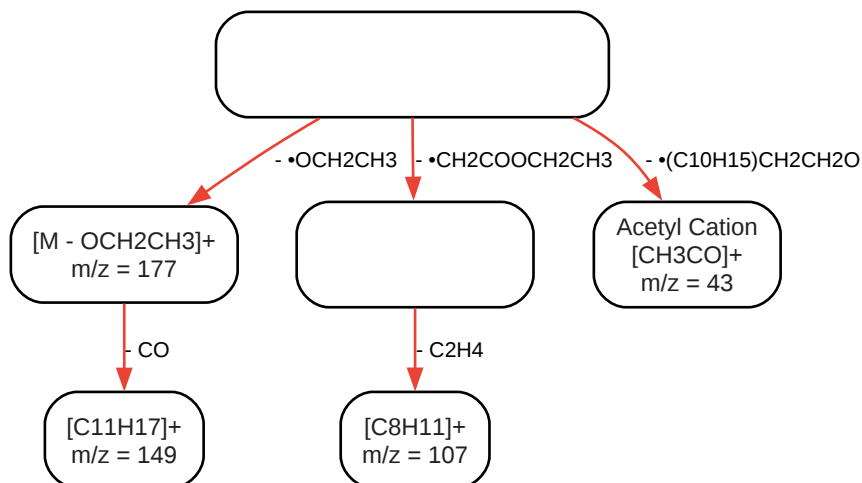 - •OCH2CH3
- •CH2COOCH2CH3
- •(C10H15)CH2CH2O
[M - OCH2CH3]+
m/z = 177
Acetyl Cation
[CH3CO]+
m/z = 43
- CO
- C2H4
[C11H17]+
m/z = 149
[C8H11]+
m/z = 107